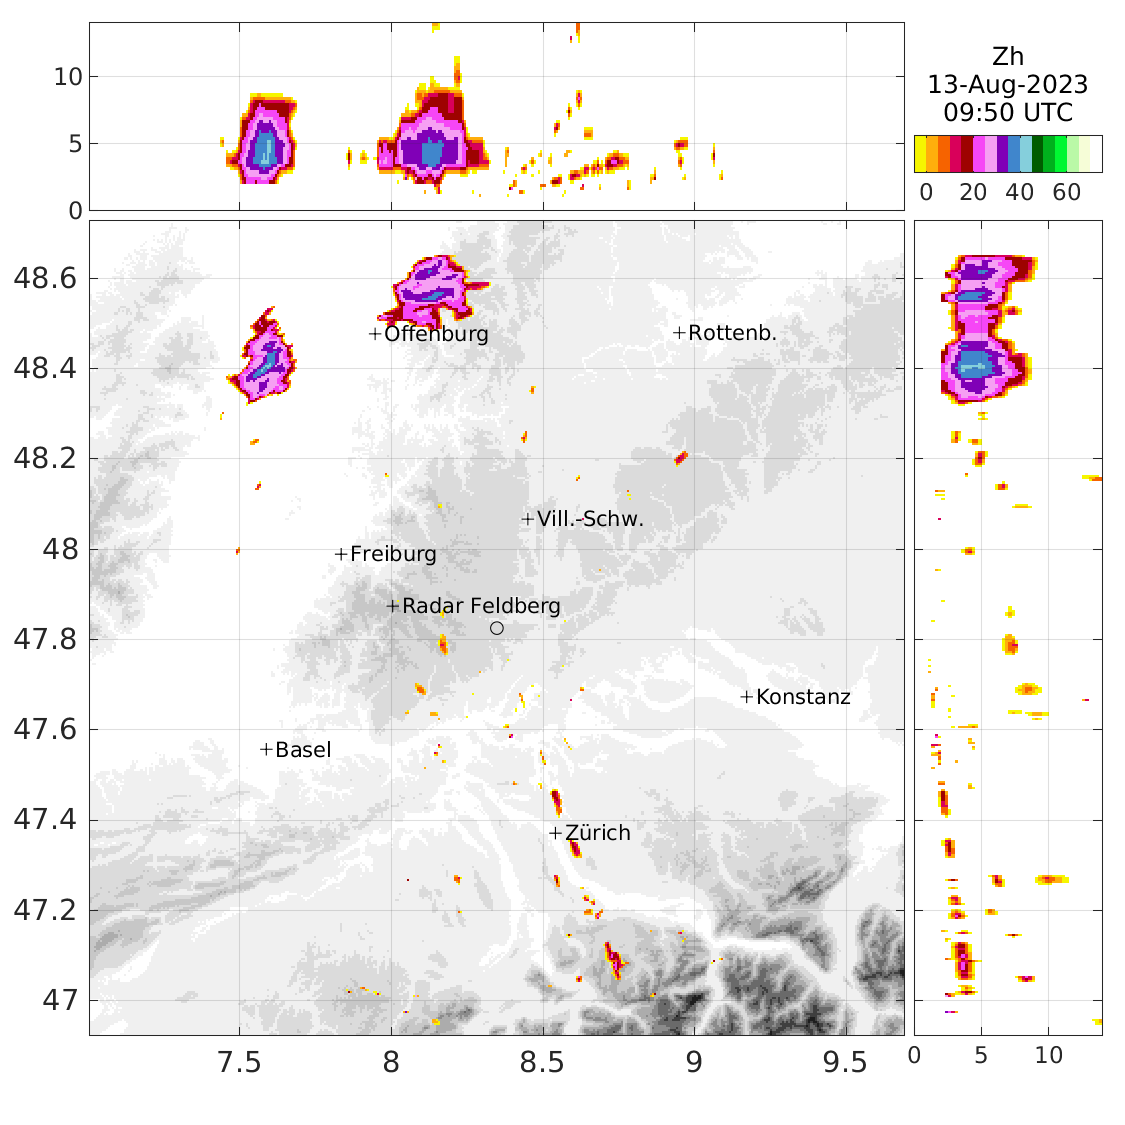 Zh
13-Aug-2023
09:50 UTC
0 20 40 60
10
5
0
48.6
48.4
48.2
48
47.8
47.6
47.4
47.2
47
Offenburg
Rottenb.
Vill.-Schw.
Freiburg
Radar Feldberg
Konstanz
Basel
Zürich
7.5 8 8.5 9 9.5
0 5 10